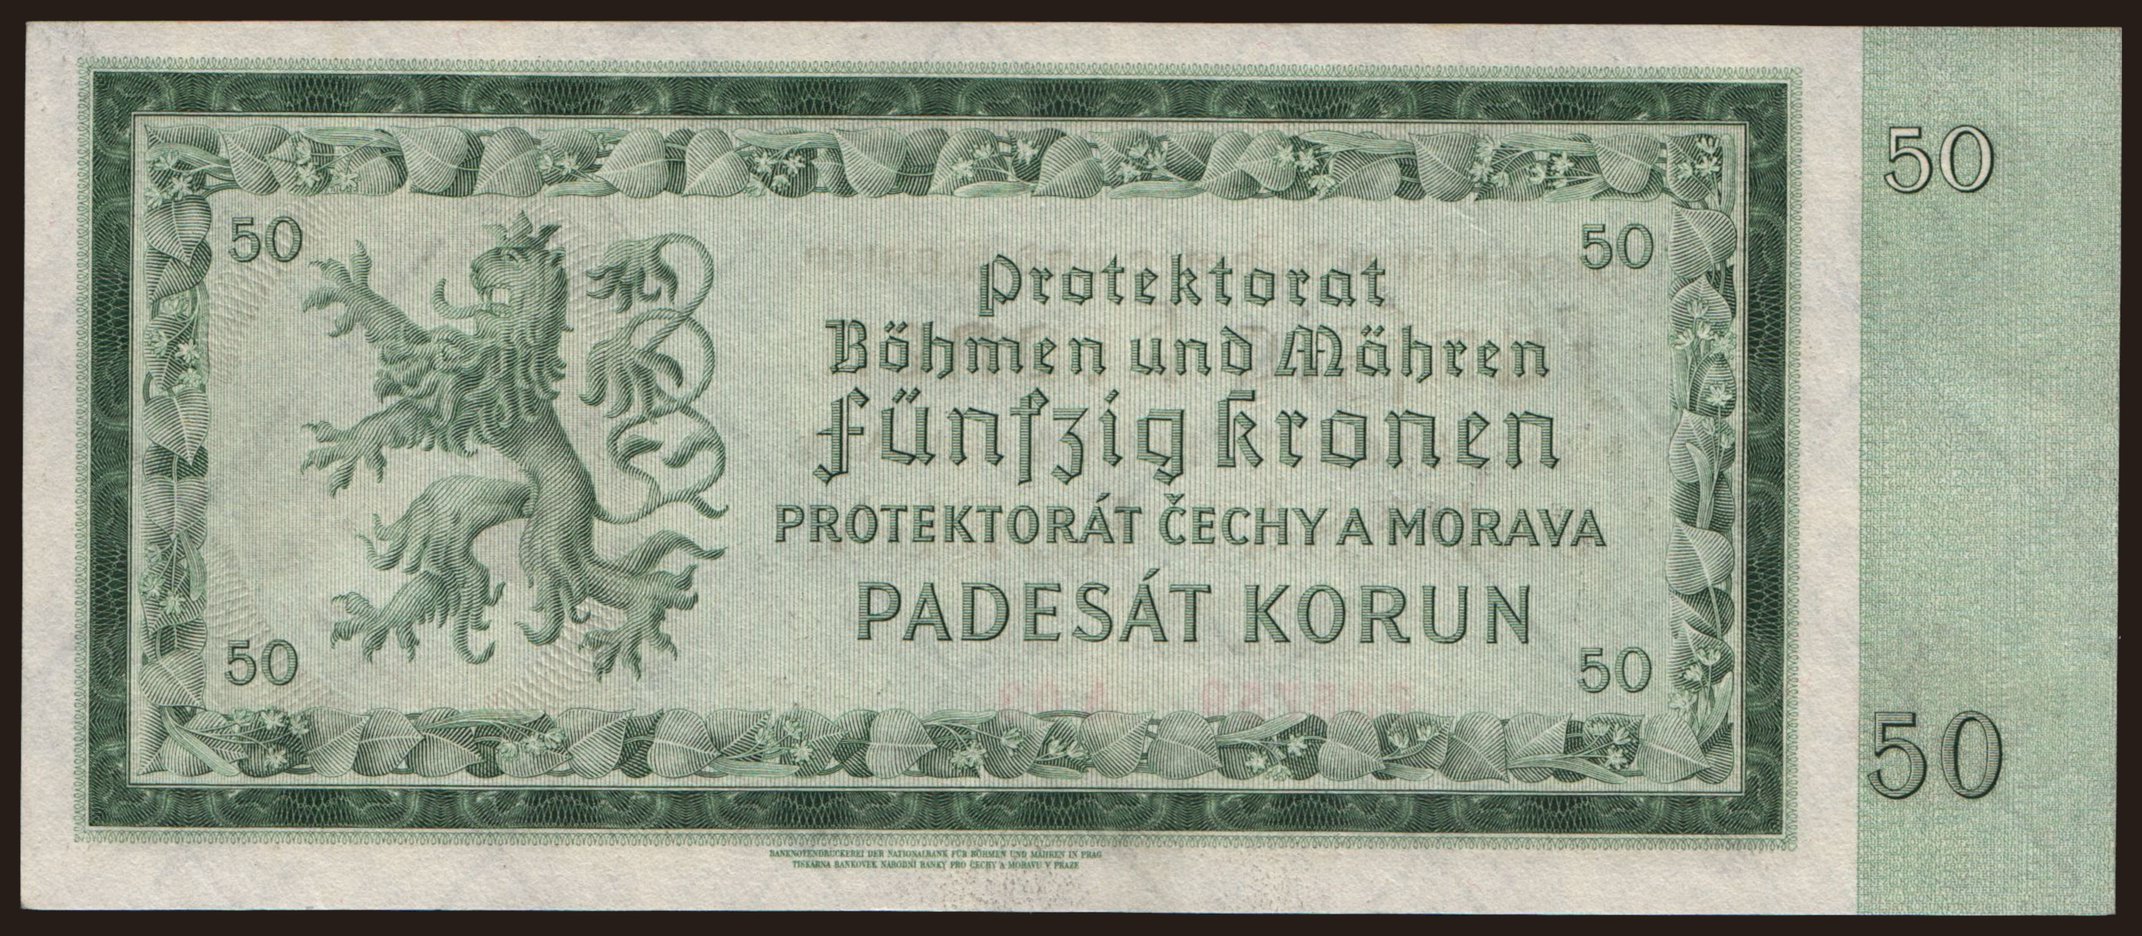 50
50
50
Protektorat
Böhmen und Mähren
Fünfzig Kronen
PROTEKTORÁT ČECHY A MORAVA
PADESÁT KORUN
50
50
50
BANKNOTENDRUCKEREI DER NATIONALBANK FÜR BÖHMEN UND MÄHREN IN PRAG
TISKÁRNA BANKOVEK NÁRODNÍ BANKY PRO ČECHY A MORAVU V PRAZE